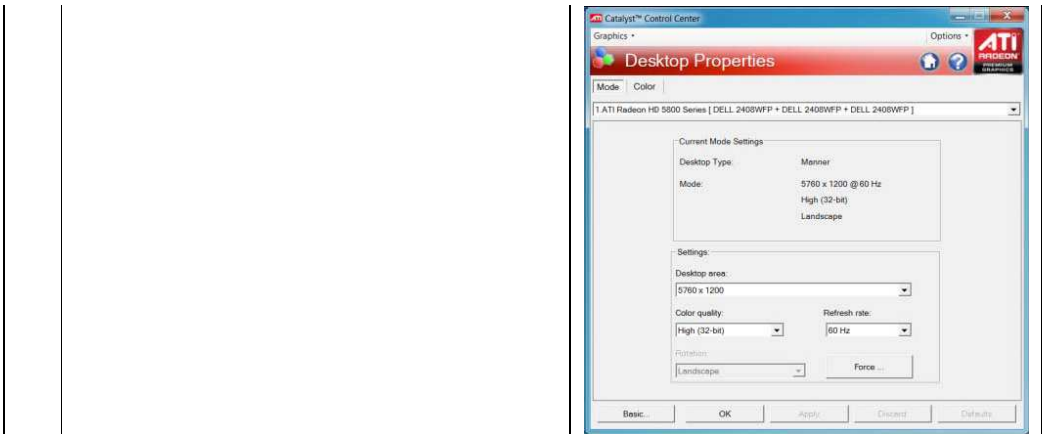 ATI Catalyst™ Control Center
Graphics
Options
ATI
RADEON
PREMIUM
GRAPHICS
Desktop Properties
Mode
Color
1.ATI Radeon HD 5800 Series [ DELL 2408WFP + DELL 2408WFP + DELL 2408WFP ]
Current Mode Settings
Desktop Type: Manner
Mode: 5760 x 1200 @ 60 Hz
High (32-bit)
Landscape
Settings:
Desktop area:
5760 x 1200
Color quality: Refresh rate:
High (32-bit) 60 Hz
Rotation:
Landscape Force ...
Basic... OK Apply Discard Defaults